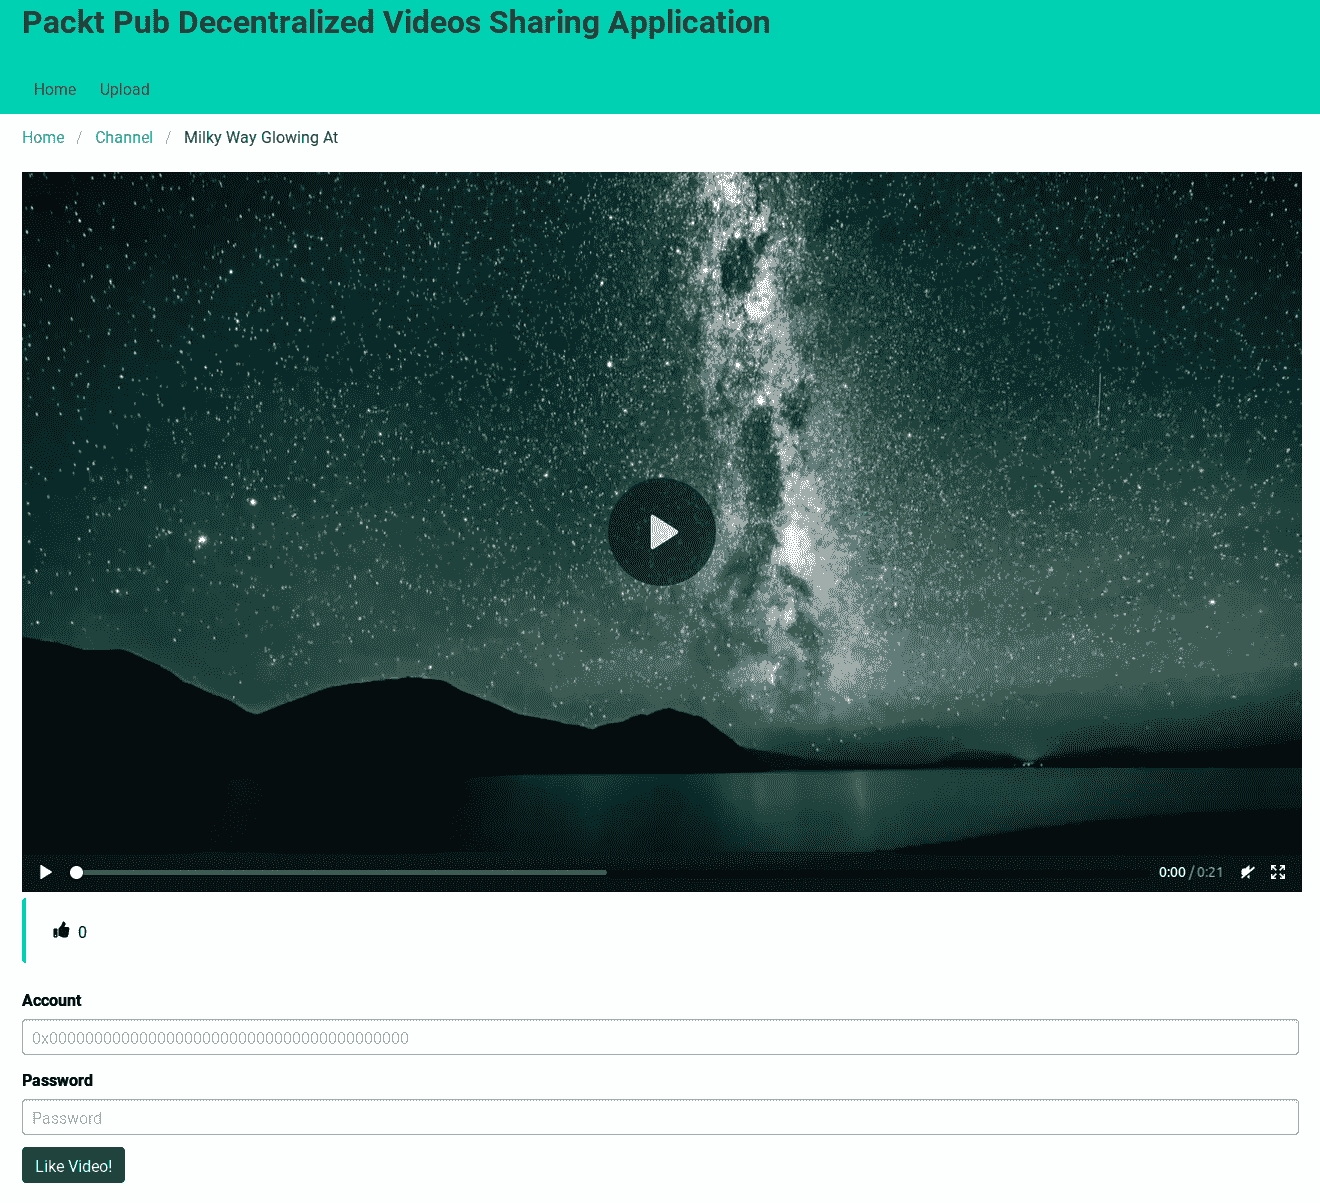 Packt Pub Decentralized Videos Sharing Application
Home Upload
Home / Channel / Milky Way Glowing At
0:00 / 0:21
0
Account
0x0000000000000000000000000000000000000000
Password
Password
Like Video!